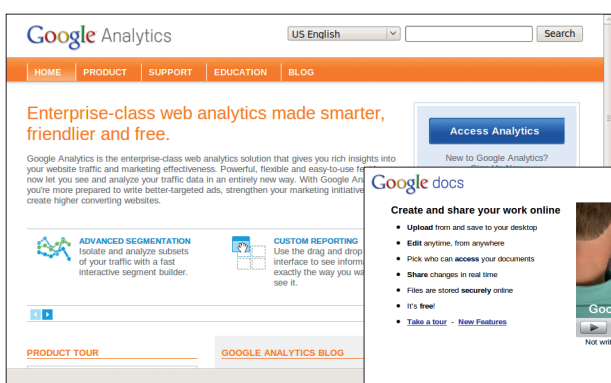 Google Analytics
US English
Search
HOME PRODUCT SUPPORT EDUCATION BLOG
Enterprise-class web analytics made smarter,
friendlier and free.
Google Analytics is the enterprise-class web analytics solution that gives you rich insights into
your website traffic and marketing effectiveness. Powerful, flexible and easy-to-use
now let you see and analyze your traffic data in an entirely new way. With Google
you're more prepared to write better-targeted ads, strengthen your marketing initiative
create higher converting websites.
Access Analytics
New to Google Analytics?
ADVANCED SEGMENTATION
Isolate and analyze subsets
of your traffic with a fast
interactive segment builder.
CUSTOM REPORTING
Use the drag and drop
interface to see
exactly the way you
see it.
PRODUCT TOUR
GOOGLE ANALYTICS BLOG
Google docs
Create and share your work online
Upload from and save to your desktop
Edit anytime, from anywhere
Pick who can access your documents
Share changes in real time
Files are stored securely online
It's free!
Take a tour - New Features
Goo
Not writ